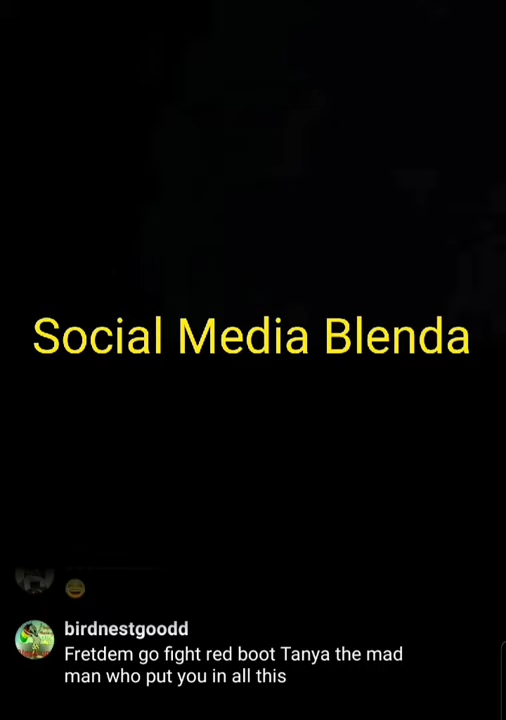 Social Media Blenda
😂
birdnestgoodd
Fretdem go fight red boot Tanya the mad
man who put you in all this